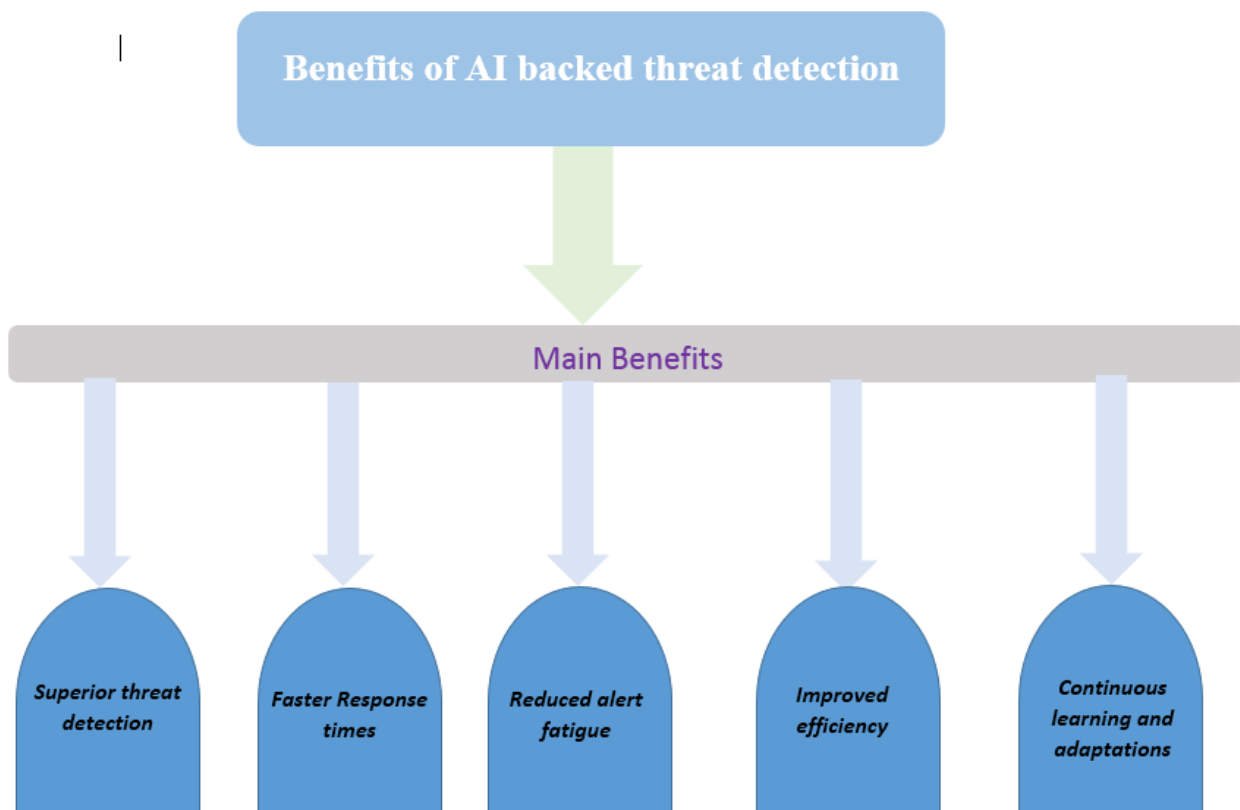 Benefits of AI backed threat detection
Main Benefits
Superior threat
detection
Faster Response
times
Reduced alert
fatigue
Improved
efficiency
Continuous
learning and
adaptations